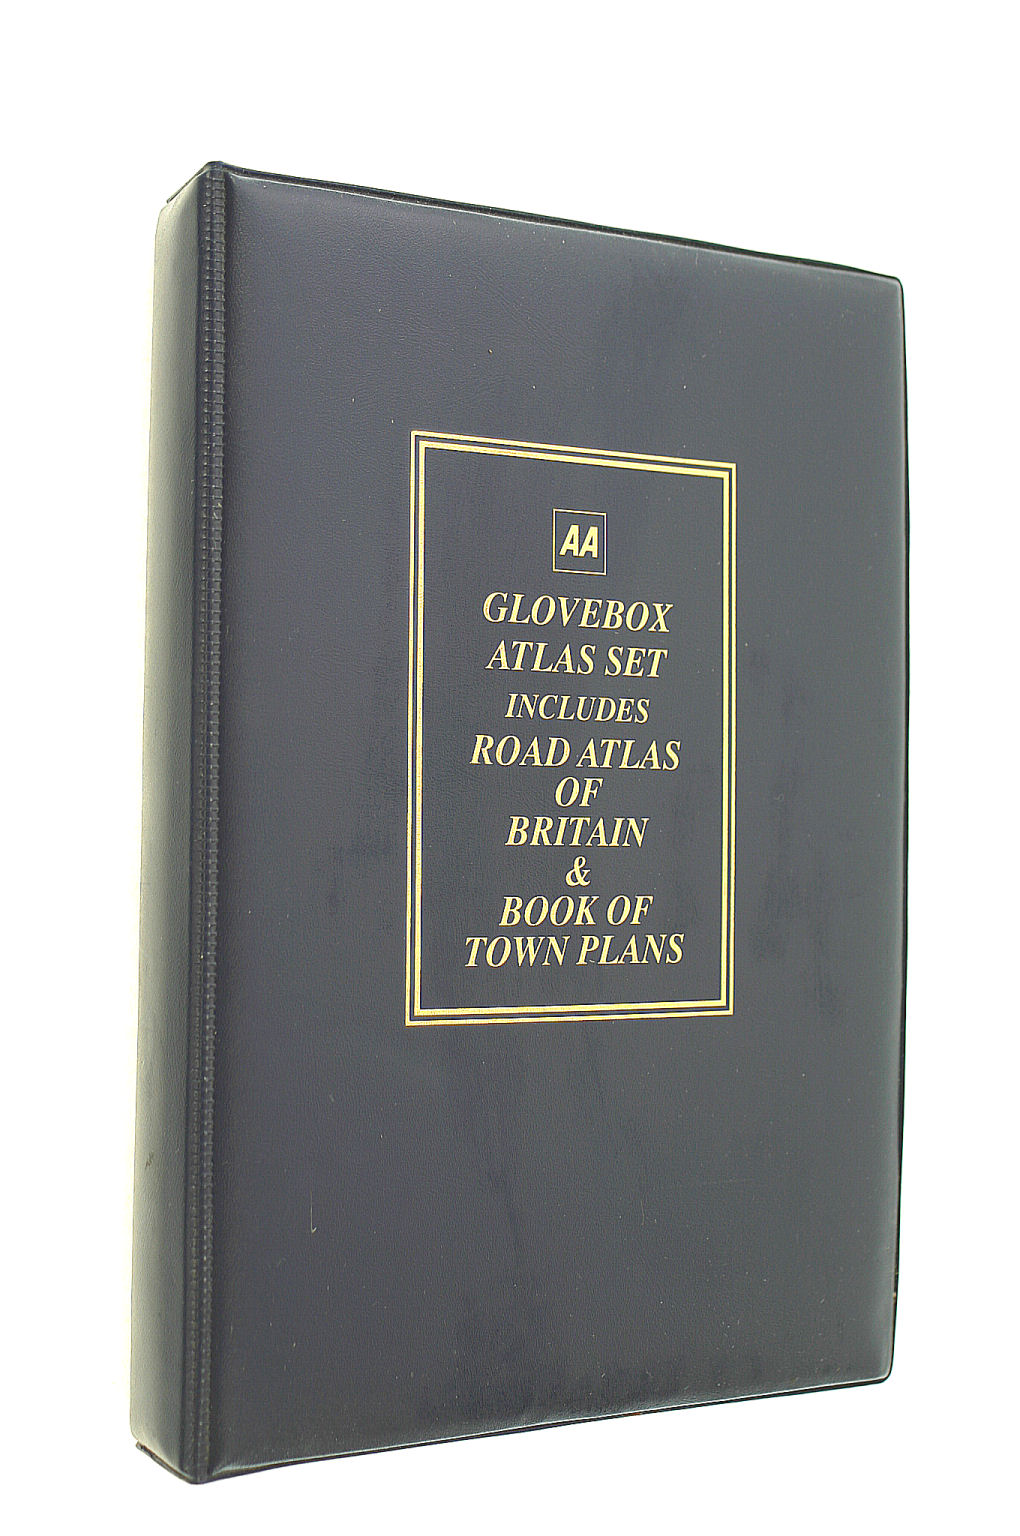 AA
GLOVEBOX
ATLAS SET
INCLUDES
ROAD ATLAS
OF
BRITAIN
&
BOOK OF
TOWN PLANS